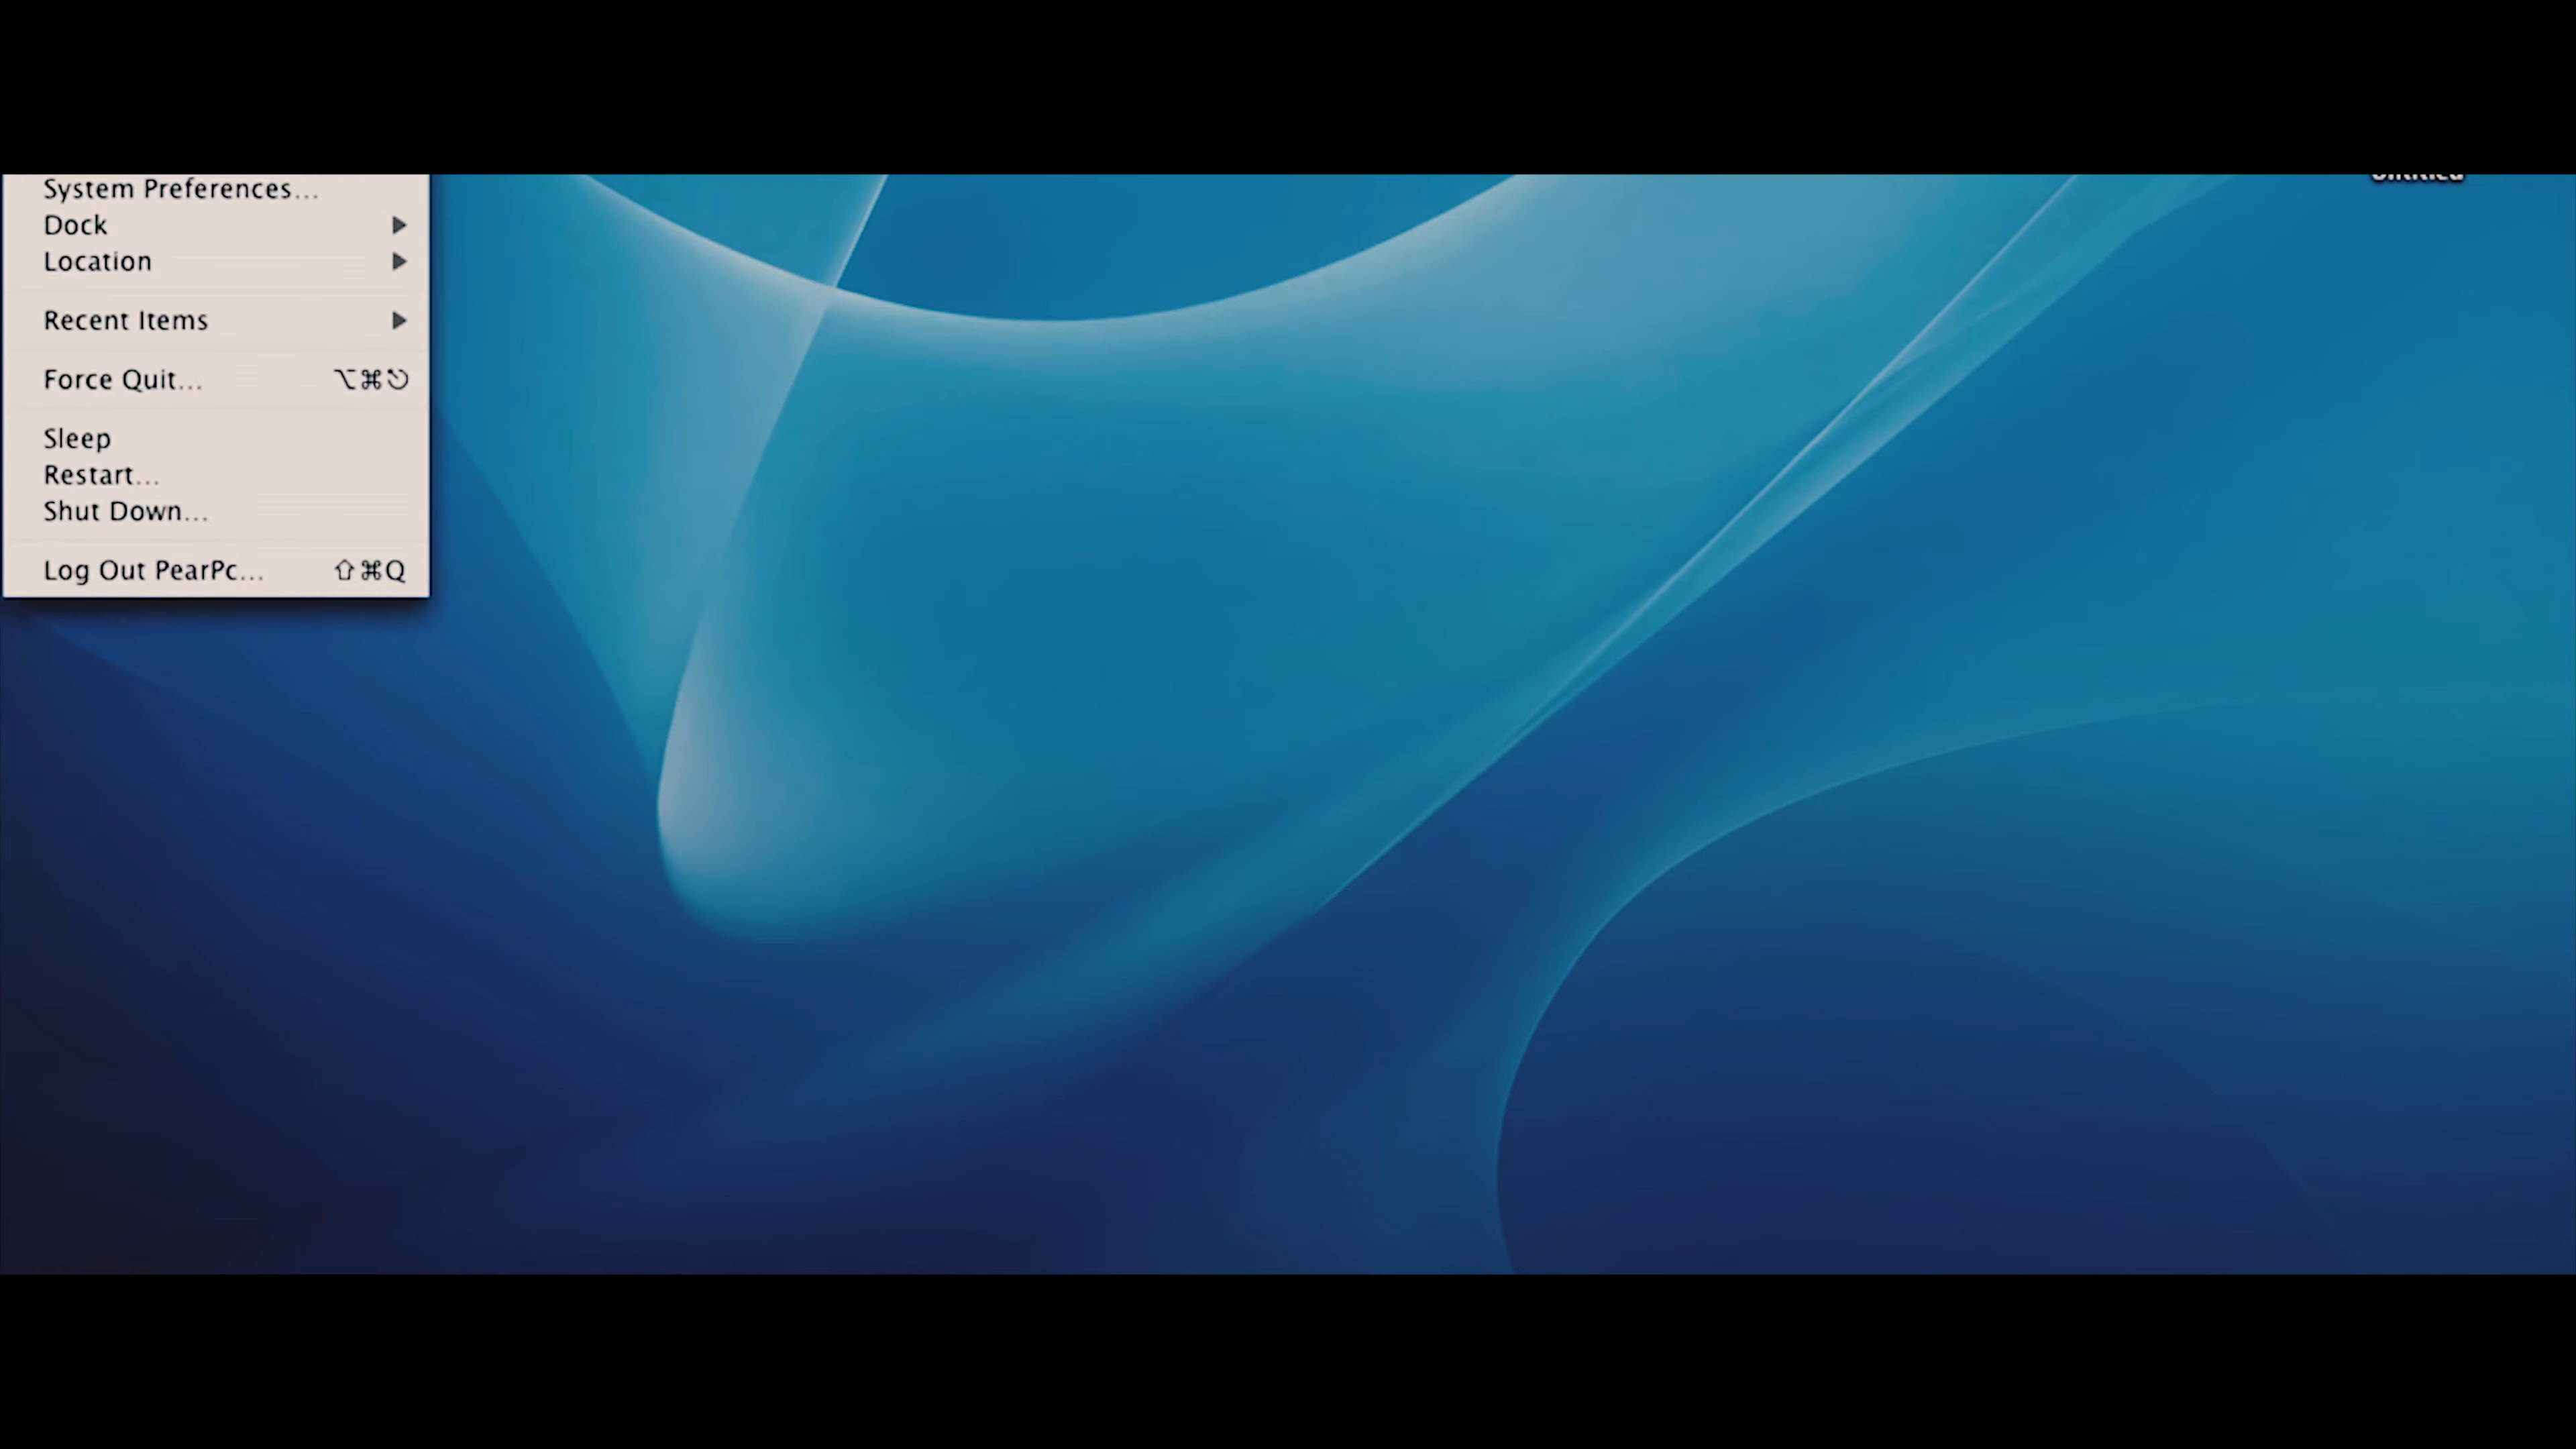 System Preferences...
Dock ▶
Location ▶
Recent Items ▶
Force Quit... ⌥⌘⎋
Sleep
Restart...
Shut Down...
Log Out PearPc... ⇧⌘Q